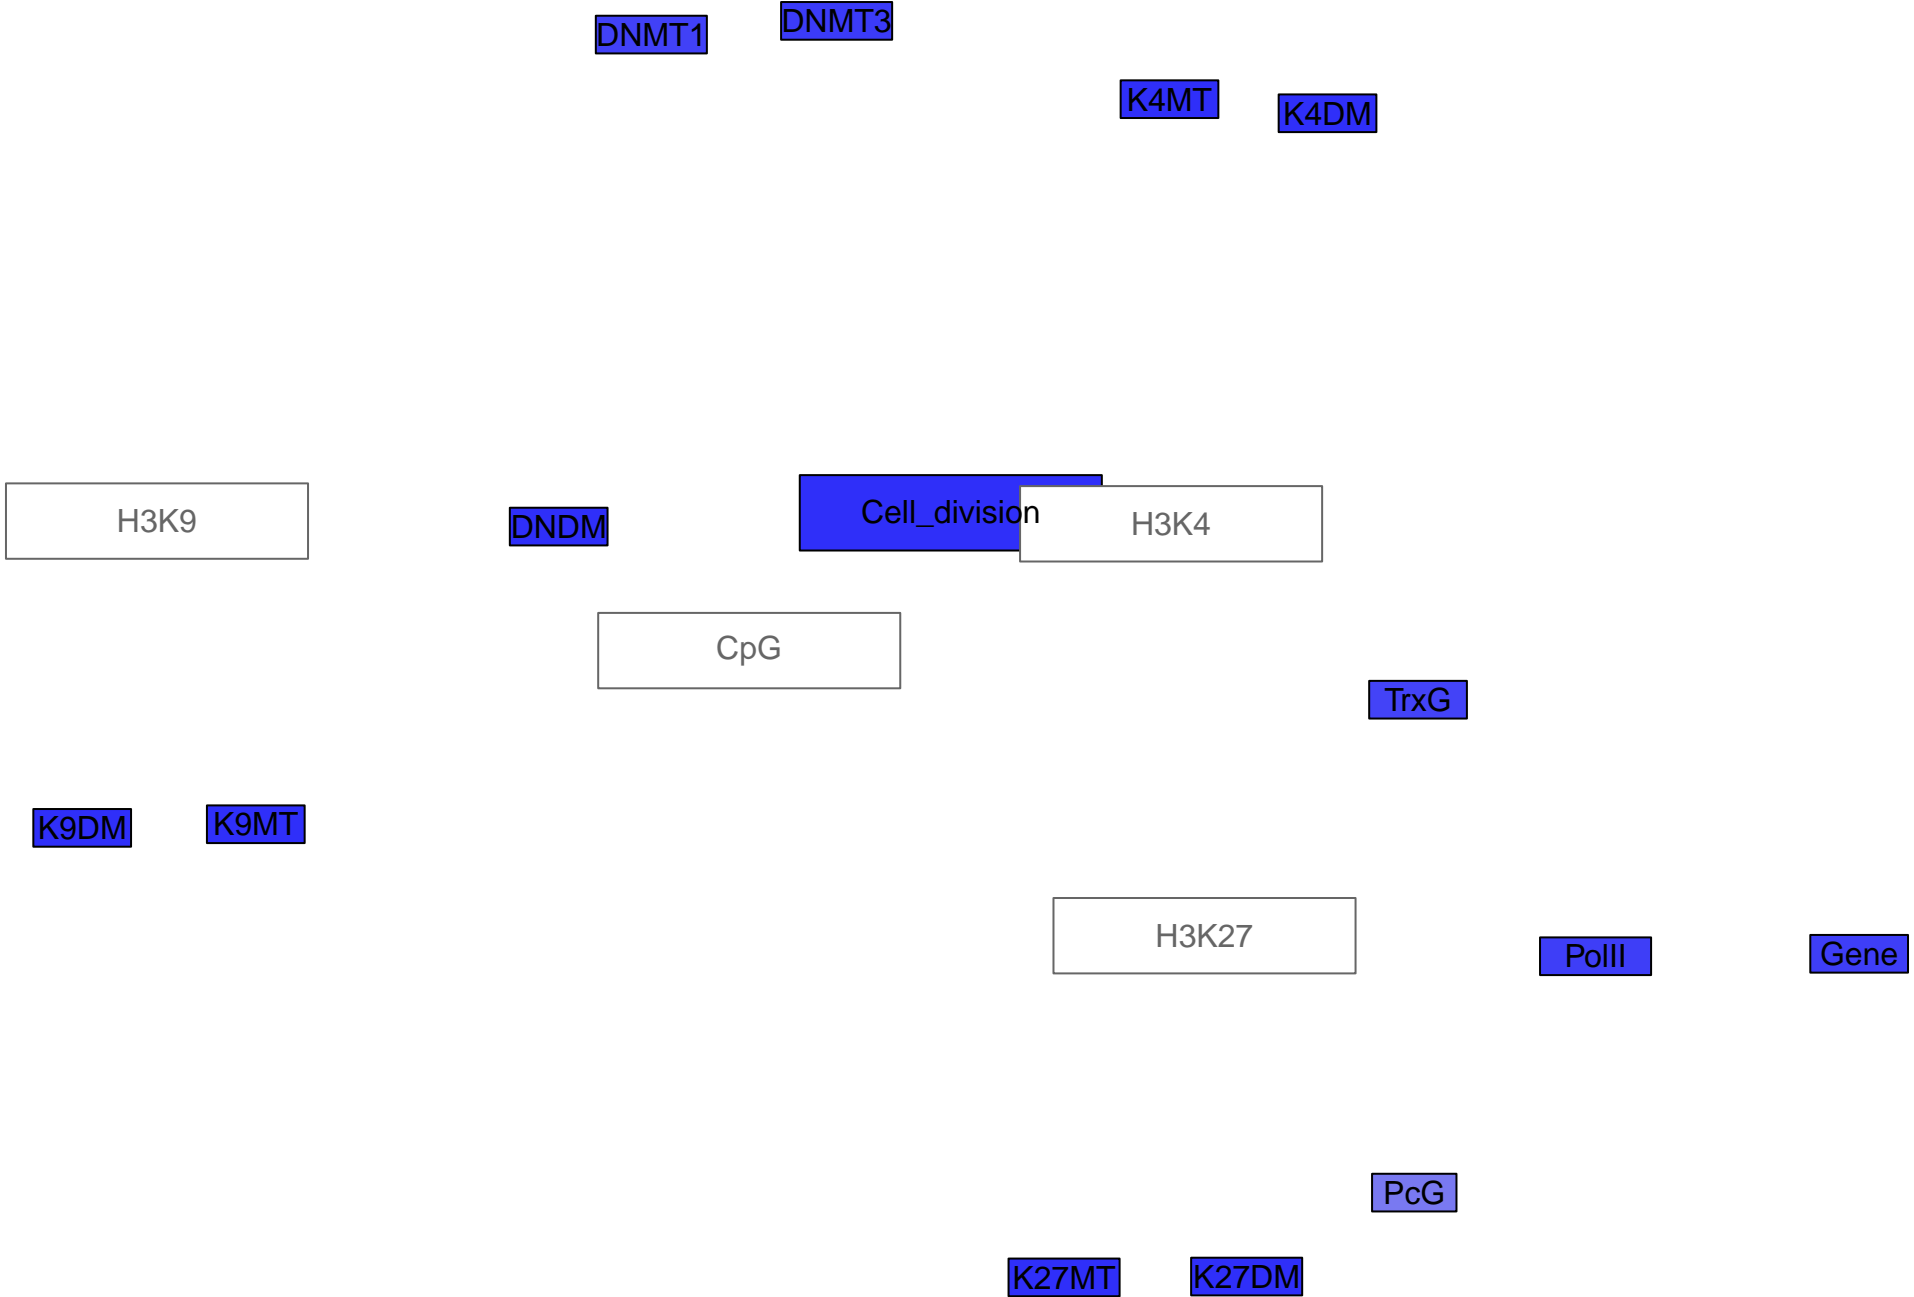 DNMT1
DNMT3
K4MT
K4DM
H3K9
DNDM
Cell_division
H3K4
CpG
TrxG
K9DM
K9MT
H3K27
PolII
Gene
PcG
K27MT
K27DM